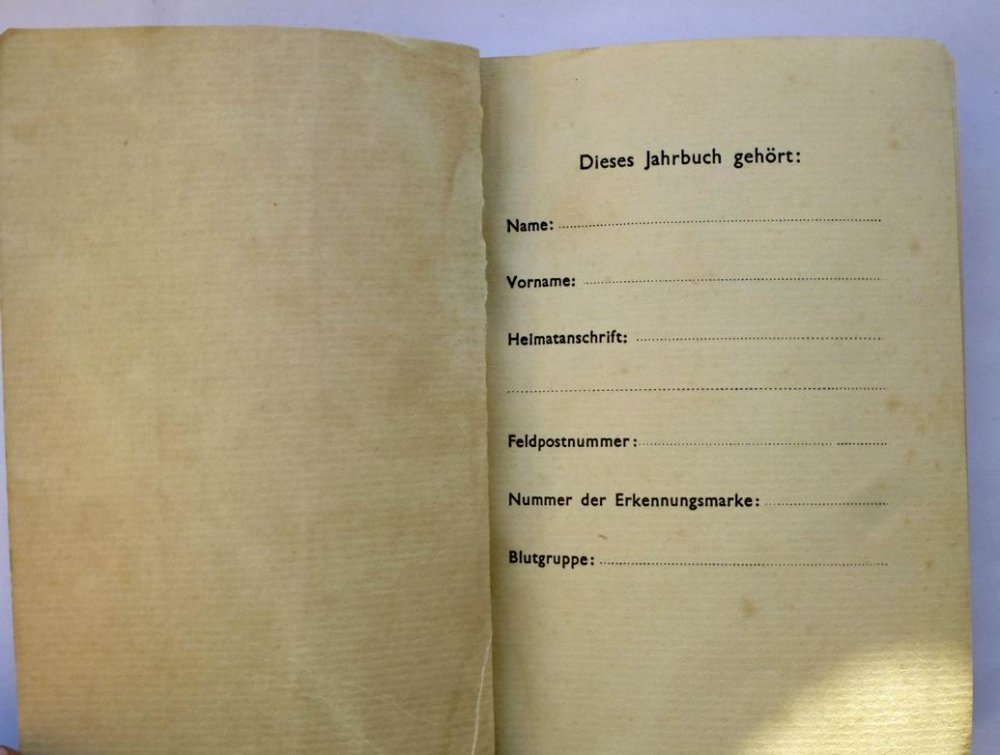 Dieses Jahrbuch gehört:
Name:
Vorname:
Heimatanschrift:
Feldpostnummer:
Nummer der Erkennungsmarke:
Blutgruppe: